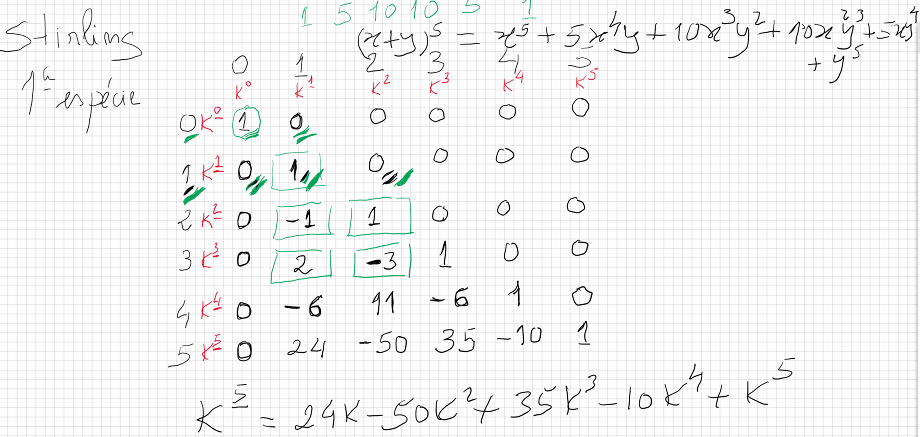 1 5 10 10 5 1
Stirling (x+y)^5 = x^5 + 5x^4y + 10x^3y^2 + 10x^2y^3 + 5xy^4
+ y^5
1ª espécie
0 1 2 3 4 5
K^0 K^1 K^2 K^3 K^4 K^5
0 K^0 1 0 0 0 0 0
1 K^1 0 1 0 0 0 0
2 K^2 0 -1 1 0 0 0
3 K^3 0 2 -3 1 0 0
4 K^4 0 -6 11 -6 1 0
5 K^5 0 24 -50 35 -10 1
K^5 = 24K - 50K^2 + 35K^3 - 10K^4 + K^5